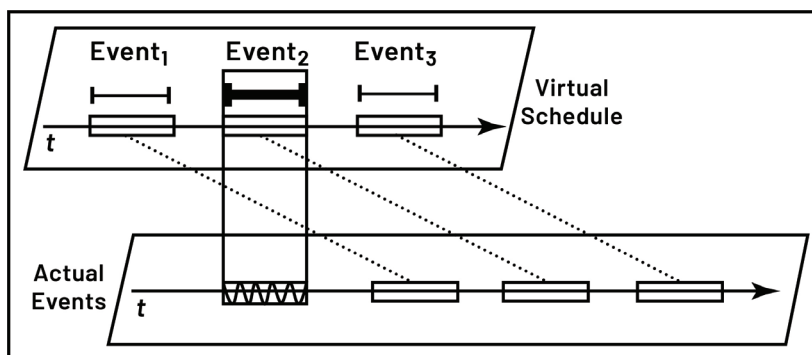 Event₁ Event₂ Event₃
Virtual
Schedule
t
Actual
Events
t